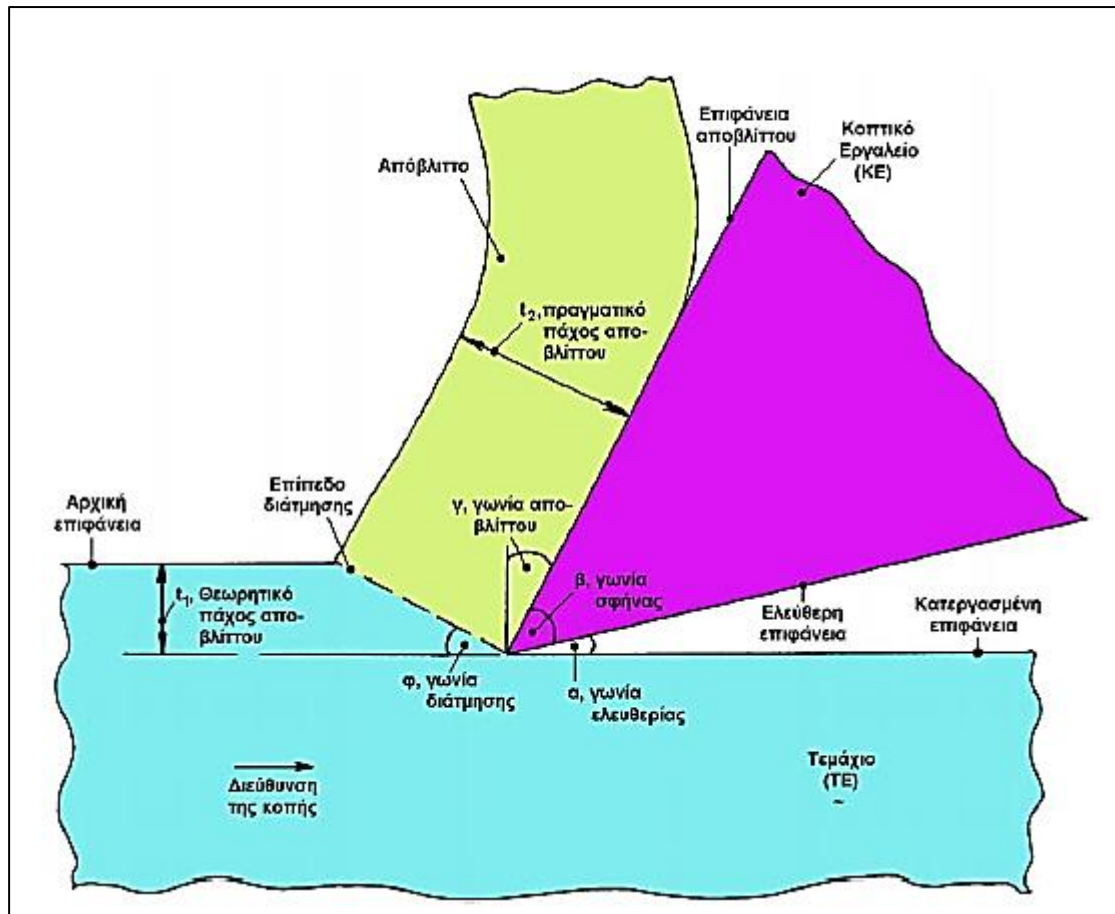 Επιφάνεια
αποβλίττου
Κοπτικό
Εργαλείο
(ΚΕ)
Απόβλιττο
t₂,πραγματικό
πάχος απο-
βλίττου
Επίπεδο
διάτμησης
Αρχική
επιφάνεια
γ, γωνία απο-
βλίττου
β, γωνία
σφήνας
t₁, Θεωρητικό
πάχος απο-
βλίττου
Ελεύθερη
επιφάνεια
Κατεργασμένη
επιφάνεια
φ, γωνία
διάτμησης
α, γωνία
ελευθερίας
Διεύθυνση
της κοπής
Τεμάχιο
(ΤΕ)
~